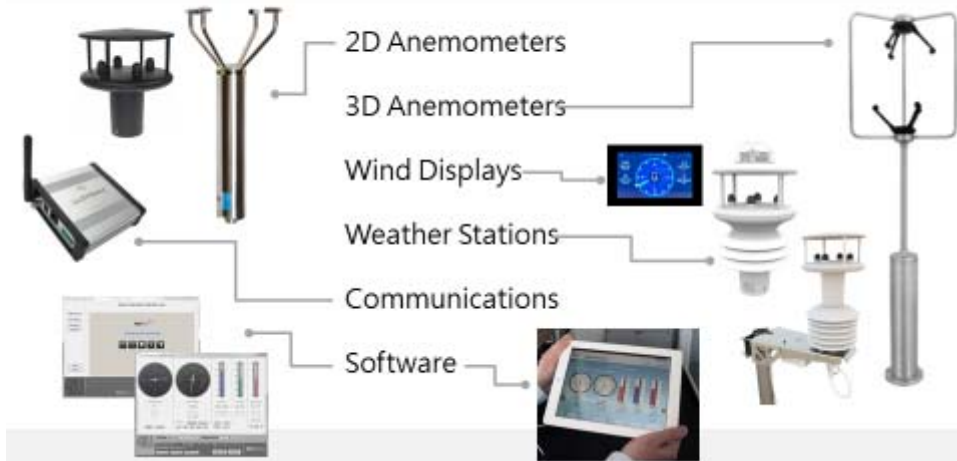 2D Anemometers
3D Anemometers
Wind Displays
Weather Stations
Communications
Software